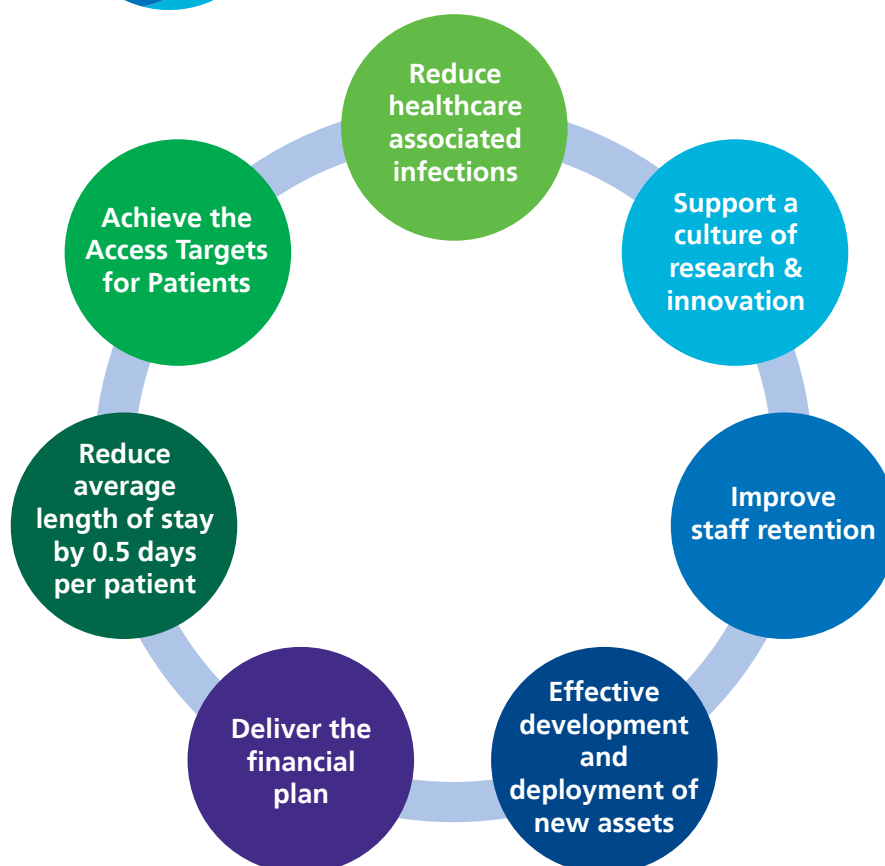 Reduce
healthcare
associated
infections
Support a
culture of
research &
innovation
Improve
staff retention
Effective
development
and
deployment of
new assets
Deliver the
financial
plan
Reduce
average
length of stay
by 0.5 days
per patient
Achieve the
Access Targets
for Patients